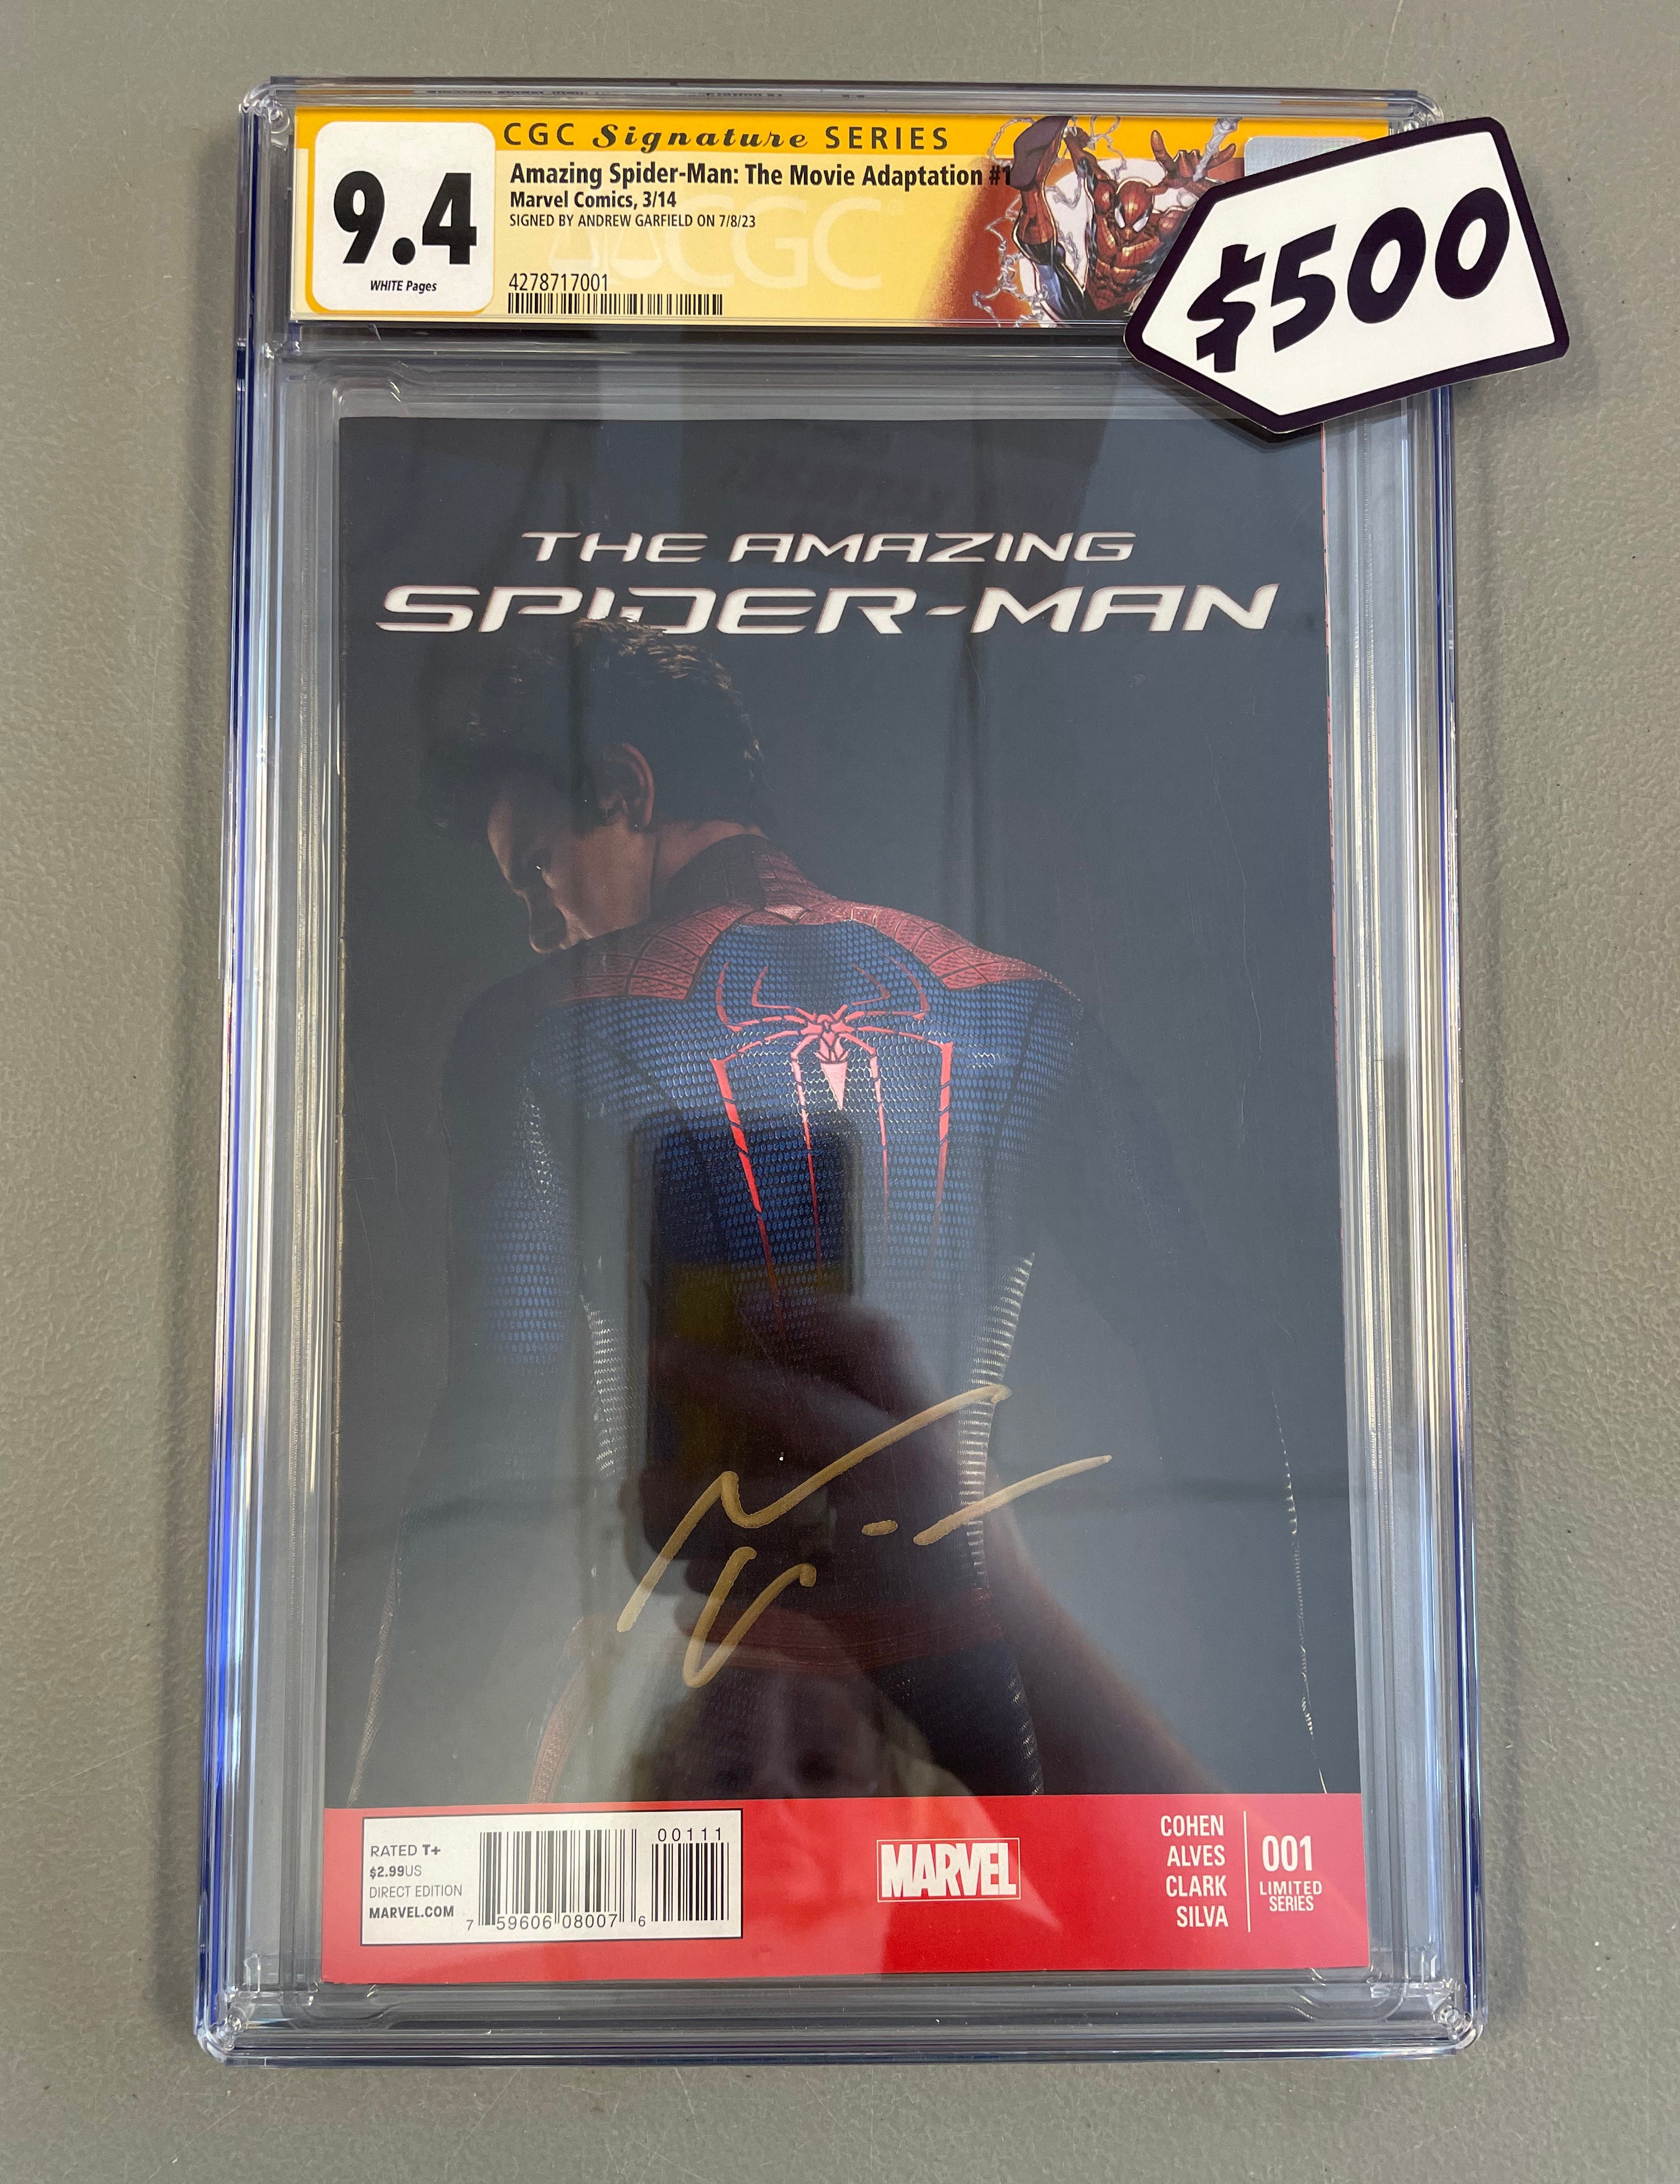 CGC Signature SERIES
9.4
WHITE Pages
Amazing Spider-Man: The Movie Adaptation #1
Marvel Comics, 3/14
SIGNED BY ANDREW GARFIELD ON 7/8/23
CGC
4278717001
$500
THE AMAZING
SPIDER-MAN
RATED T+
$2.99US
DIRECT EDITION
MARVEL.COM
00111
7 59606 08007 6
MARVEL
COHEN
ALVES
CLARK
SILVA
001
LIMITED
SERIES